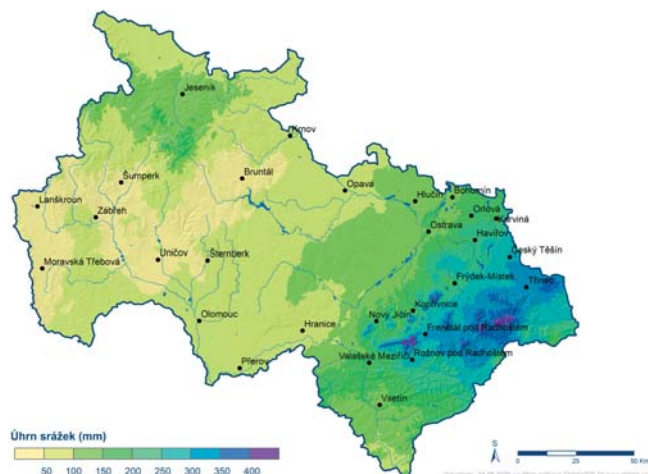 Jeseník
Krnov
Šumperk
Bruntál
Opava
Lanškroun
Zábřeh
Hlučín
Bohumín
Orlová
Karviná
Ostrava
Havířov
Český Těšín
Moravská Třebová
Uničov
Šternberk
Frýdek-Místek
Třinec
Kopřivnice
Olomouc
Hranice
Nový Jičín
Frenštát pod Radhoštěm
Přerov
Valašské Meziříčí
Rožnov pod Radhoštěm
Vsetín
Úhrn srážek (mm)
50 100 150 200 250 300 350 400
S
0 25 50 Km